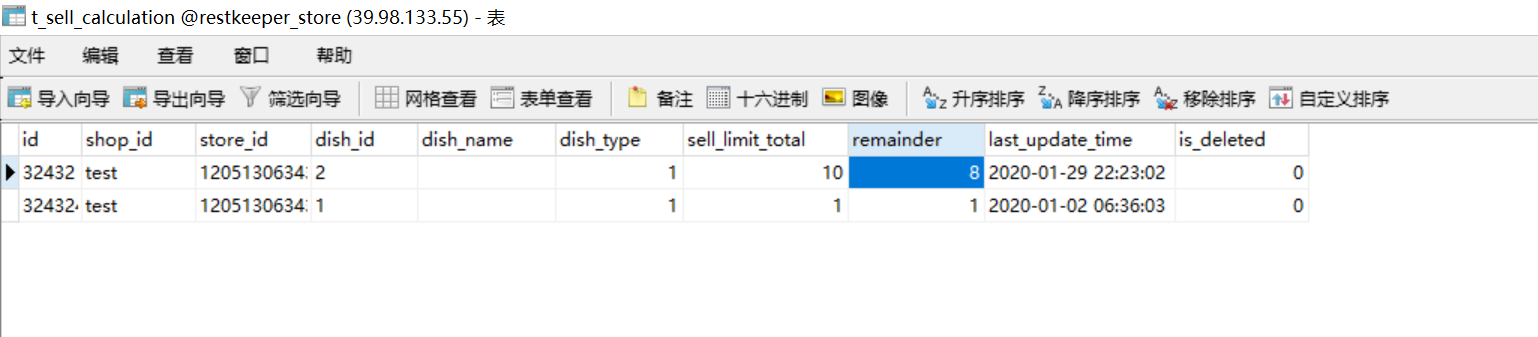 t_sell_calculation @restkeeper_store (39.98.133.55) - 表
文件 编辑 查看 窗口 帮助
导入向导 导出向导 筛选向导 网格查看 表单查看 备注 十六进制 图像 升序排序 降序排序 移除排序 自定义排序
id shop_id store_id dish_id dish_name dish_type sell_limit_total remainder last_update_time is_deleted
32432 test 1205130634 2 1 10 8 2020-01-29 22:23:02 0
32432 test 1205130634 1 1 1 1 2020-01-02 06:36:03 0